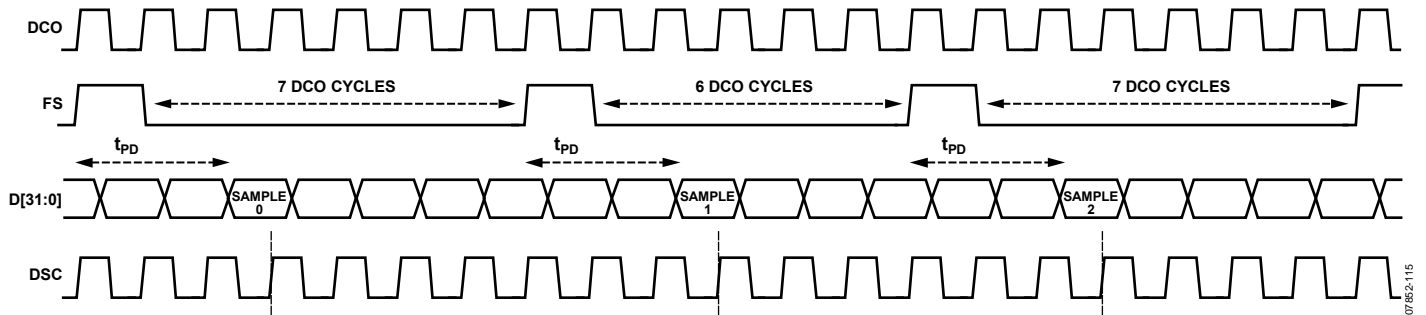 DCO
FS
7 DCO CYCLES
6 DCO CYCLES
7 DCO CYCLES
tPD
tPD
tPD
D[31:0]
SAMPLE
0
SAMPLE
1
SAMPLE
2
DSC
07852-115